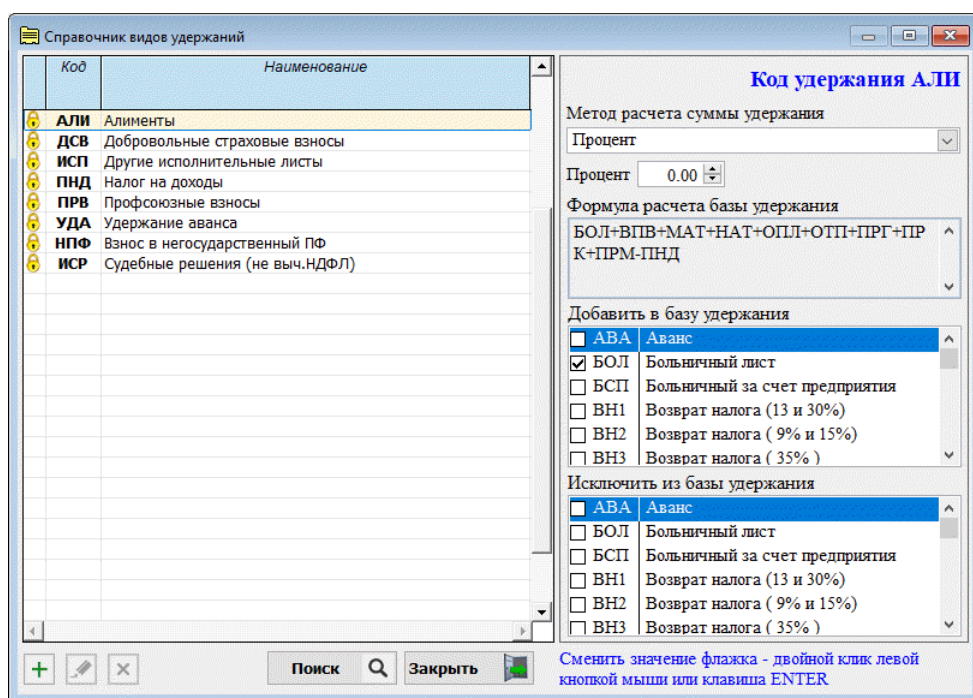 Справочник видов удержаний
Код Наименование
АЛИ Алименты
ДСВ Добровольные страховые взносы
ИСП Другие исполнительные листы
ПНД Налог на доходы
ПРВ Профсоюзные взносы
УДА Удержание аванса
НПФ Взнос в негосударственный ПФ
ИСР Судебные решения (не выч.НДФЛ)
Код удержания АЛИ
Метод расчета суммы удержания
Процент
Процент 0.00
Формула расчета базы удержания
БОЛ+ВПВ+МАТ+НАТ+ОПЛ+ОТП+ПРГ+ПР
К+ПРМ-ПНД
Добавить в базу удержания
АВА Аванс
БОЛ Больничный лист
БСП Больничный за счет предприятия
ВН1 Возврат налога (13 и 30%)
ВН2 Возврат налога ( 9% и 15%)
ВН3 Возврат налога ( 35% )
Исключить из базы удержания
АВА Аванс
БОЛ Больничный лист
БСП Больничный за счет предприятия
ВН1 Возврат налога (13 и 30%)
ВН2 Возврат налога ( 9% и 15%)
ВН3 Возврат налога ( 35% )
Поиск Закрыть
Сменить значение флажка - двойной клик левой
кнопкой мыши или клавиша ENTER